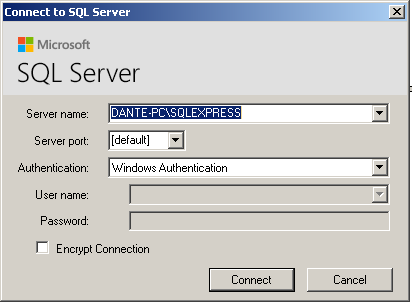 Connect to SQL Server
Microsoft
SQL Server
Server name: DANTE-PC\SQLEXPRESS
Server port: [default]
Authentication: Windows Authentication
User name:
Password:
Encrypt Connection
Connect Cancel